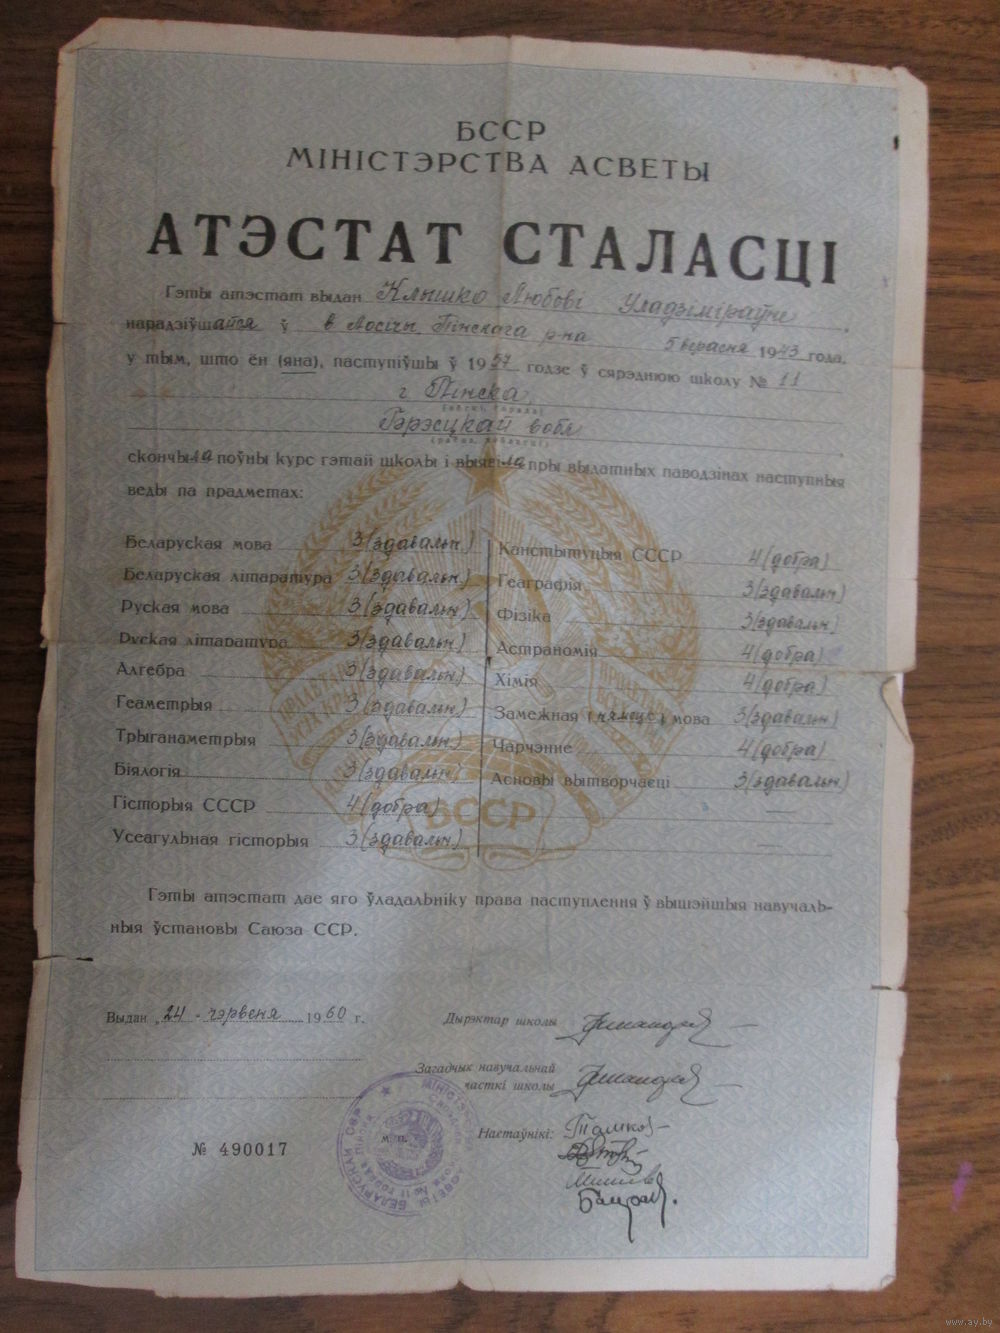 БССР
МІНІСТЭРСТВА АСВЕТЫ
АТЭСТАТ СТАЛАСЦІ
Гэты атэстат выдан Клышко Любові Уладзіміраўне
нарадзіўшайся ў в Лосічы Пінскага р-на 5 верасня 1943 года,
у тым, што ён (яна), паступіўшы ў 1957 годзе ў сярэднюю школу № 11
г Пінска
Брэсцкай вобл
скончыла поўны курс гэтай школы і выявіла пры выдатных паводзінах наступныя
веды па прадметах:
Беларуская мова 3 (здавальн.)
Беларуская літаратура 3 (здавальн.)
Руская мова 3 (здавальн)
Руская літаратура 3 (здавальн)
Алгебра 3 (здавальн)
Геаметрыя 3 (здавальн.)
Трыганаметрыя 3 (здавальн.)
Біялогія 3 (здавальн)
Гісторыя СССР 4 (добра)
Усеагульная гісторыя 3 (здавальн.)
Канстытуцыя СССР 4 (добра)
Геаграфія 3 (здавальн)
Фізіка 3 (здавальн)
Астраномія 4 (добра)
Хімія 4 (добра)
Замежная (нямецк) мова 3 (здавальн)
Чарчэнне 4 (добра)
Асновы вытворчасці 3 (здавальн)
БССР
Гэты атэстат дае яго ўладальніку права паступлення ў вышэйшыя навучаль-
ныя ўстановы Саюза ССР.
Выдан „24 - чэрвеня 1960 г.
Дырэктар школы
Загадчык навучальнай
часткі школы
Настаўнікі:
№ 490017
м. п.
www.ay.by